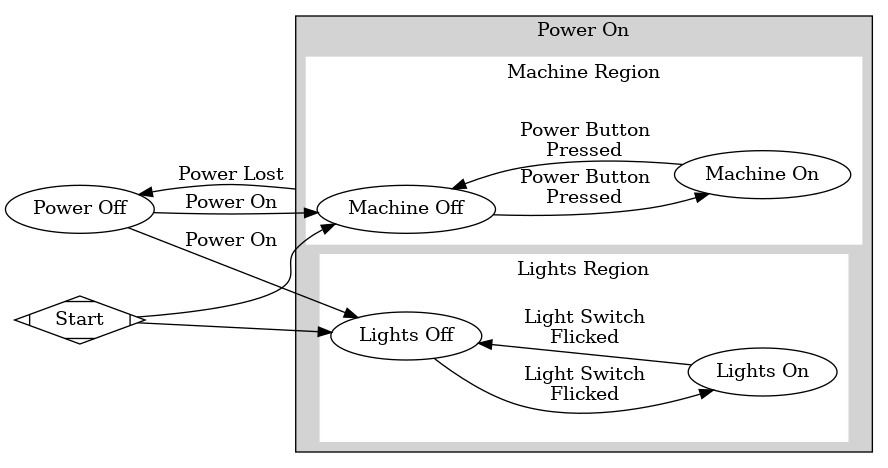 Power On
Machine Region
Power Button
Pressed
Machine On
Power Lost
Power Button
Pressed
Power On
Power Off
Machine Off
Power On
Lights Region
Start
Light Switch
Flicked
Lights Off
Lights On
Light Switch
Flicked